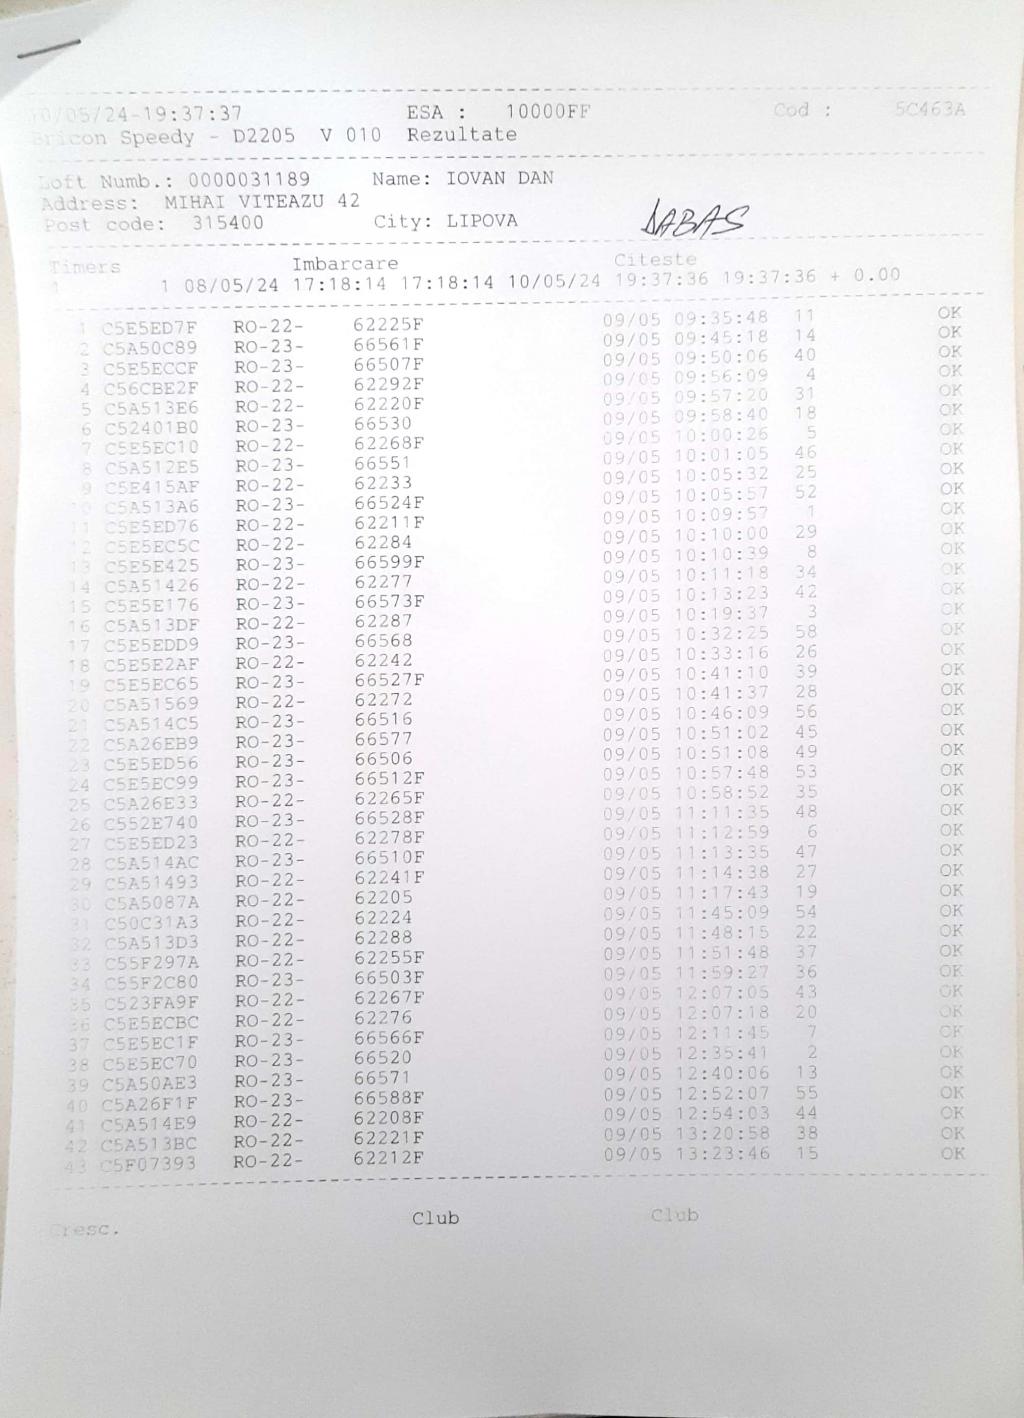 10/05/24-19:37:37 ESA : 10000FF Cod : 5C463A
Bricon Speedy - D2205 V 010 Rezultate
Loft Numb.: 0000031189 Name: IOVAN DAN
Address: MIHAI VITEAZU 42
Post code: 315400 City: LIPOVA DABAS
Timers Imbarcare Citeste
1 1 08/05/24 17:18:14 17:18:14 10/05/24 19:37:36 19:37:36 + 0.00
1 C5E5ED7F RO-22- 62225F 09/05 09:35:48 11 OK
2 C5A50C89 RO-23- 66561F 09/05 09:45:18 14 OK
3 C5E5ECCF RO-23- 66507F 09/05 09:50:06 40 OK
4 C56CBE2F RO-22- 62292F 09/05 09:56:09 4 OK
5 C5A513E6 RO-22- 62220F 09/05 09:57:20 31 OK
6 C52401B0 RO-23- 66530 09/05 09:58:40 18 OK
7 C5E5EC10 RO-22- 62268F 09/05 10:00:26 5 OK
8 C5A512E5 RO-23- 66551 09/05 10:01:05 46 OK
9 C5E415AF RO-22- 62233 09/05 10:05:32 25 OK
10 C5A513A6 RO-23- 66524F 09/05 10:05:57 52 OK
11 C5E5ED76 RO-22- 62211F 09/05 10:09:57 1 OK
12 C5E5EC5C RO-22- 62284 09/05 10:10:00 29 OK
13 C5E5E425 RO-23- 66599F 09/05 10:10:39 8 OK
14 C5A51426 RO-22- 62277 09/05 10:11:18 34 OK
15 C5E5E176 RO-23- 66573F 09/05 10:13:23 42 OK
16 C5A513DF RO-22- 62287 09/05 10:19:37 3 OK
17 C5E5EDD9 RO-23- 66568 09/05 10:32:25 58 OK
18 C5E5E2AF RO-22- 62242 09/05 10:33:16 26 OK
19 C5E5EC65 RO-23- 66527F 09/05 10:41:10 39 OK
20 C5A51569 RO-22- 62272 09/05 10:41:37 28 OK
21 C5A514C5 RO-23- 66516 09/05 10:46:09 56 OK
22 C5A26EB9 RO-23- 66577 09/05 10:51:02 45 OK
23 C5E5ED56 RO-23- 66506 09/05 10:51:08 49 OK
24 C5E5EC99 RO-23- 66512F 09/05 10:57:48 53 OK
25 C5A26E33 RO-22- 62265F 09/05 10:58:52 35 OK
26 C552E740 RO-23- 66528F 09/05 11:11:35 48 OK
27 C5E5ED23 RO-22- 62278F 09/05 11:12:59 6 OK
28 C5A514AC RO-23- 66510F 09/05 11:13:35 47 OK
29 C5A51493 RO-22- 62241F 09/05 11:14:38 27 OK
30 C5A5087A RO-22- 62205 09/05 11:17:43 19 OK
31 C50C31A3 RO-22- 62224 09/05 11:45:09 54 OK
32 C5A513D3 RO-22- 62288 09/05 11:48:15 22 OK
33 C55F297A RO-22- 62255F 09/05 11:51:48 37 OK
34 C55F2C80 RO-23- 66503F 09/05 11:59:27 36 OK
35 C523FA9F RO-22- 62267F 09/05 12:07:05 43 OK
36 C5E5ECBC RO-22- 62276 09/05 12:07:18 20 OK
37 C5E5EC1F RO-23- 66566F 09/05 12:11:45 7 OK
38 C5E5EC70 RO-23- 66520 09/05 12:35:41 2 OK
39 C5A50AE3 RO-23- 66571 09/05 12:40:06 13 OK
40 C5A26F1F RO-23- 66588F 09/05 12:52:07 55 OK
41 C5A514E9 RO-22- 62208F 09/05 12:54:03 44 OK
42 C5A513BC RO-22- 62221F 09/05 13:20:58 38 OK
43 C5F07393 RO-22- 62212F 09/05 13:23:46 15 OK
Cresc. Club Club